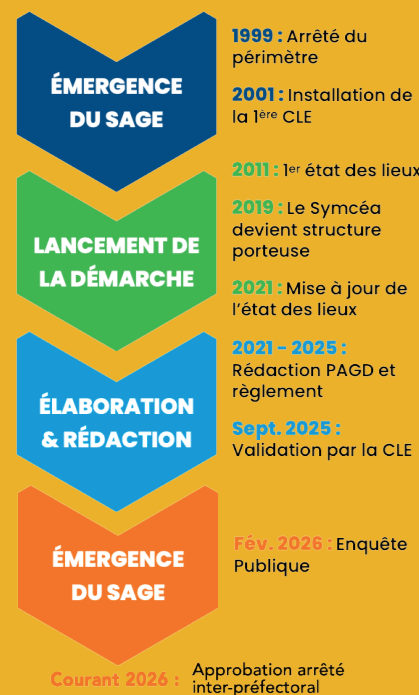 ÉMERGENCE
DU SAGE
1999 : Arrêté du
périmètre
2001 : Installation de
la 1ère CLE
LANCEMENT DE
LA DÉMARCHE
2011 : 1er état des lieux
2019 : Le Symcéa
devient structure
porteuse
2021 : Mise à jour de
l'état des lieux
ÉLABORATION
& RÉDACTION
2021 - 2025 :
Rédaction PAGD et
règlement
Sept. 2025 :
Validation par la CLE
ÉMERGENCE
DU SAGE
Fév. 2026 : Enquête
Publique
Courant 2026 : Approbation arrêté
inter-préfectoral